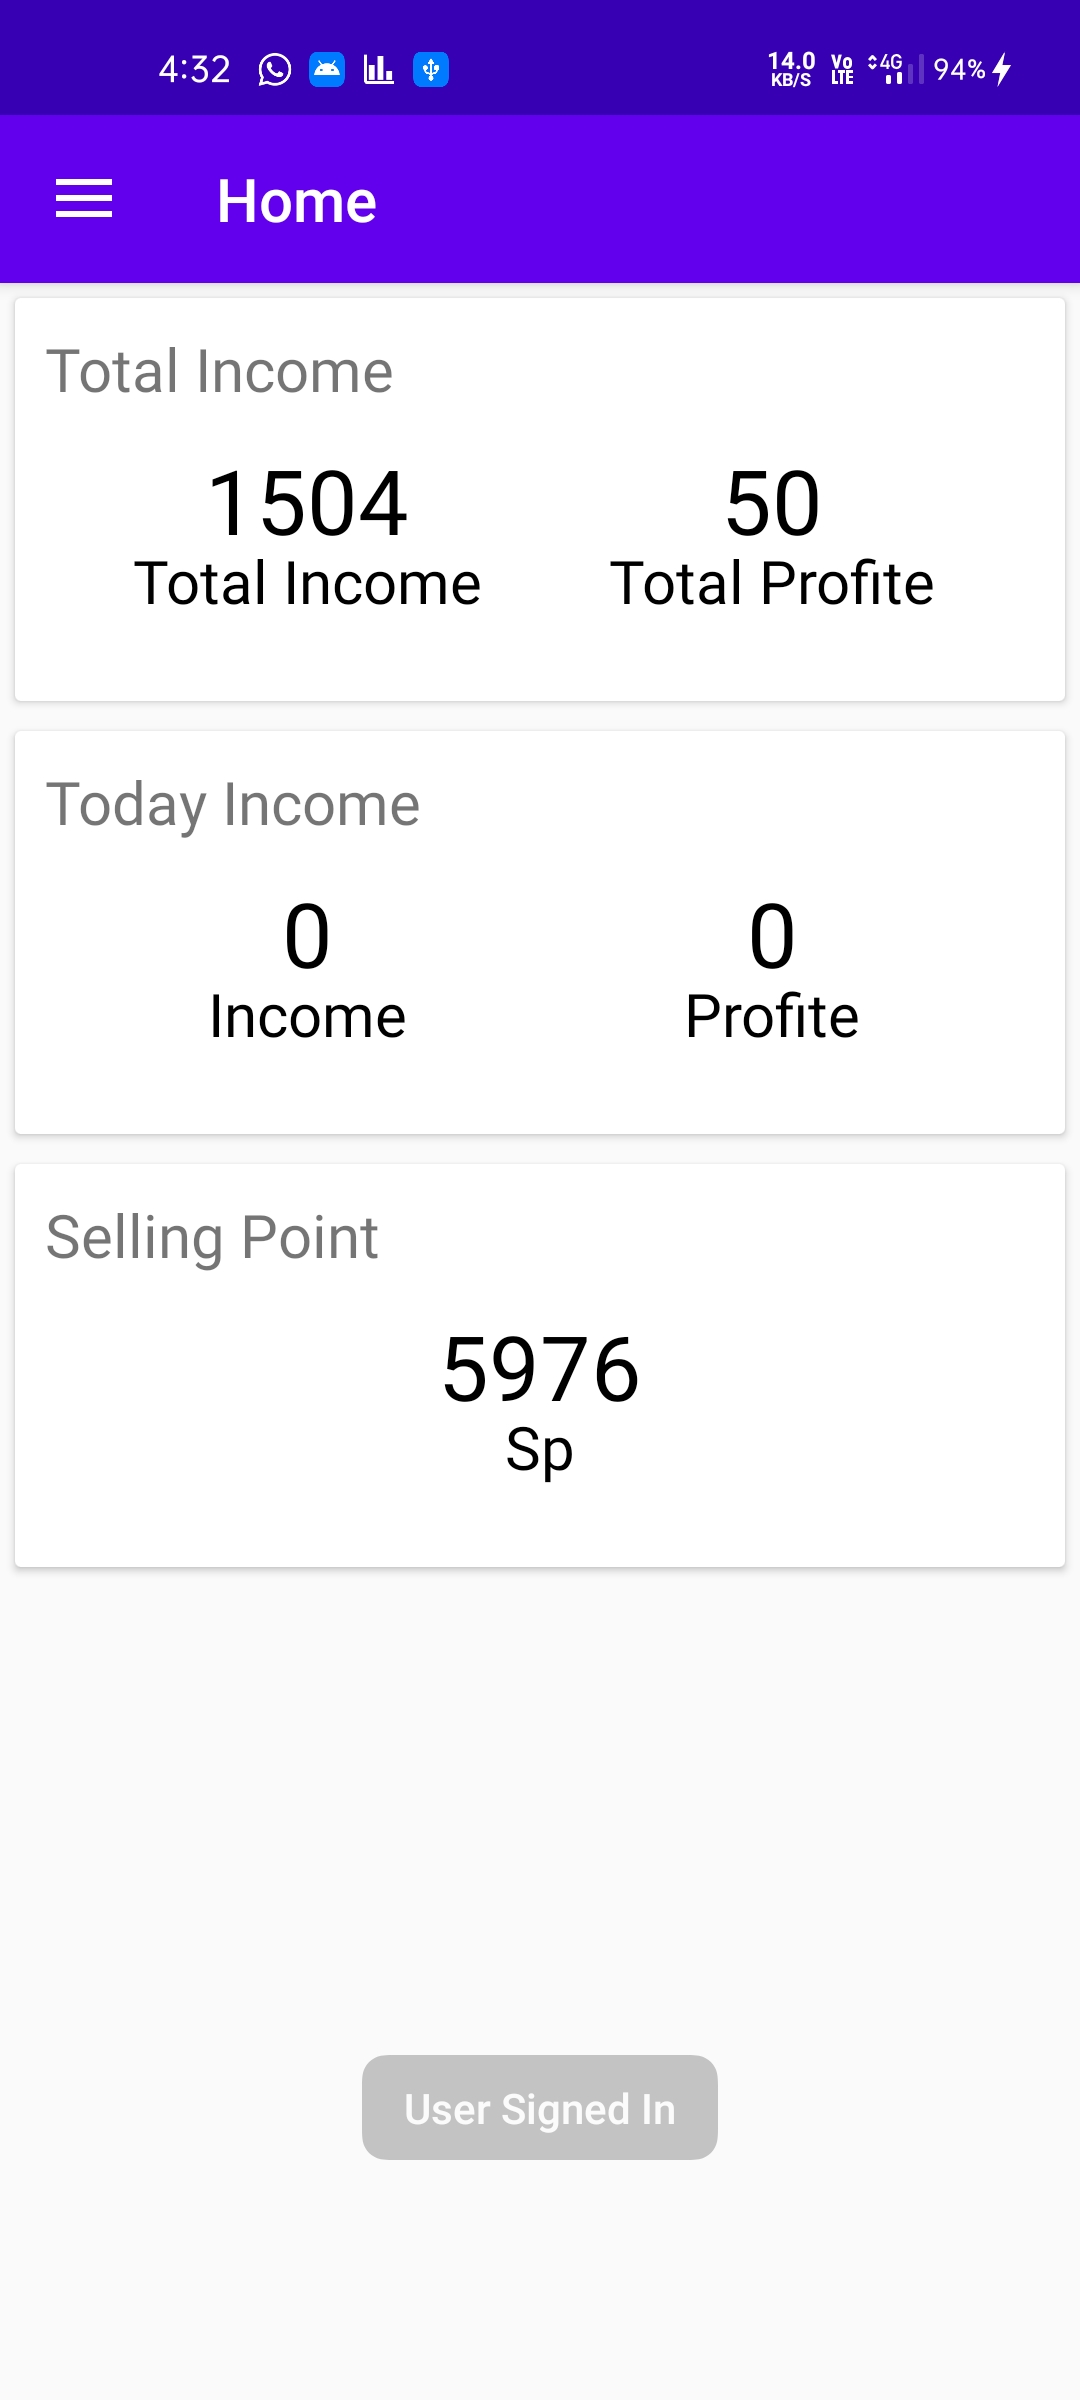 4:32 14.0 KB/S Vo LTE 4G 94%
Home
Total Income
1504 50
Total Income Total Profite
Today Income
0 0
Income Profite
Selling Point
5976
Sp
User Signed In